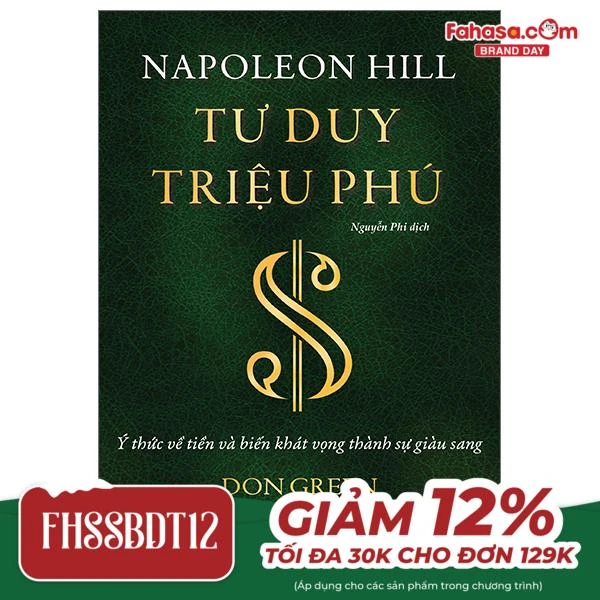 Fahasa.com
BRAND DAY
NAPOLEON HILL
TƯ DUY
TRIỆU PHÚ
Nguyễn Phi dịch
$
Ý thức về tiền và biến khát vọng thành sự giàu sang
DON GREEN
FHSSBDT12
GIẢM 12%
TỐI ĐA 30K CHO ĐƠN 129K
(Áp dụng cho các sản phẩm trong chương trình)